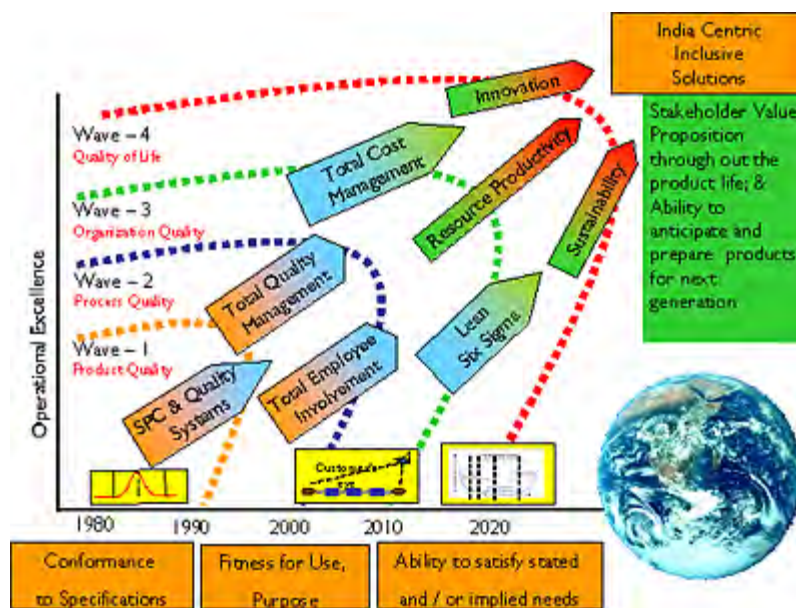 India Centric
Inclusive
Solutions
Stakeholder Value
Proposition
through out the
product life; &
Ability to
anticipate and
prepare products
for next
generation
Operational Excellence
Wave – 4
Quality of Life
Wave – 3
Organization Quality
Wave – 2
Process Quality
Wave – 1
Product Quality
Innovation
Total Cost
Management
Resource Productivity
Sustainability
Total Quality
Management
Lean
Six Sigma
SPC & Quality
Systems
Total Employee
Involvement
1980
1990
2000
2010
2020
Conformance
to Specifications
Fitness for Use,
Purpose
Ability to satisfy stated
and / or implied needs